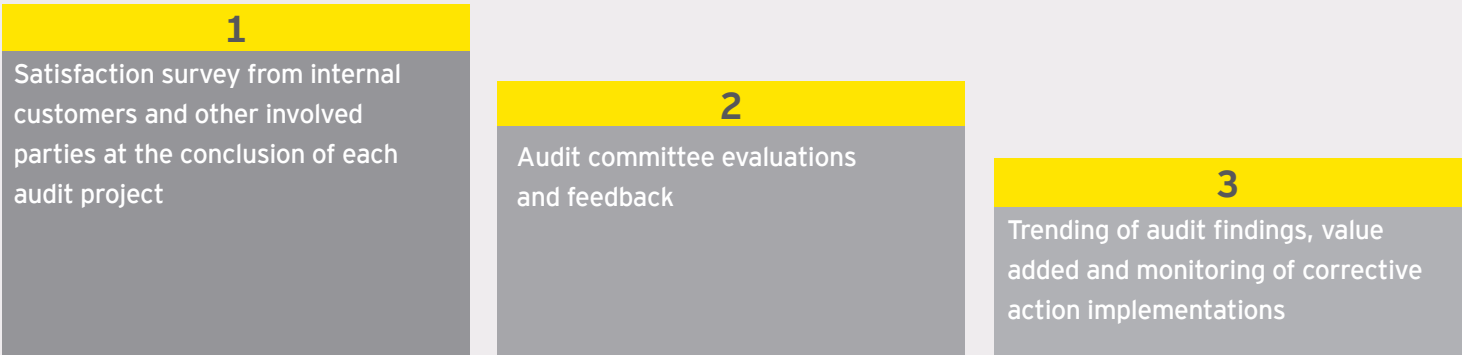 1
Satisfaction survey from internal
customers and other involved
parties at the conclusion of each
audit project
2
Audit committee evaluations
and feedback
3
Trending of audit findings, value
added and monitoring of corrective
action implementations